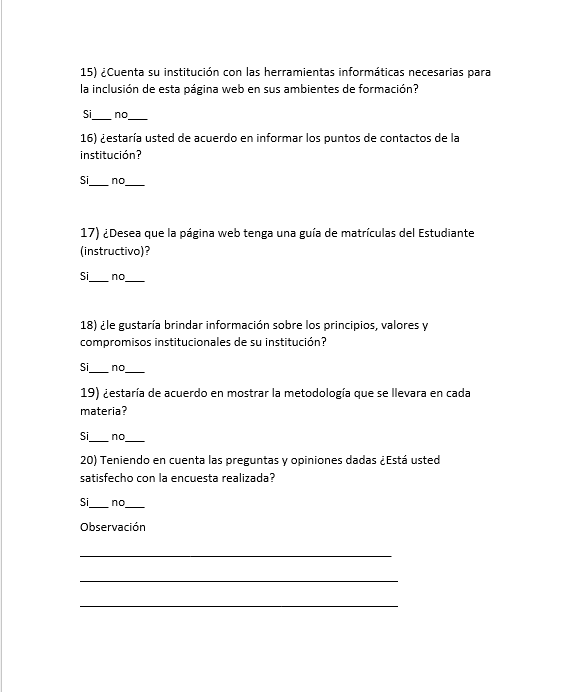 15) ¿Cuenta su institución con las herramientas informáticas necesarias para
la inclusión de esta página web en sus ambientes de formación?
Si___ no___
16) ¿estaría usted de acuerdo en informar los puntos de contactos de la
institución?
Si___ no___
17) ¿Desea que la página web tenga una guía de matrículas del Estudiante
(instructivo)?
Si___ no___
18) ¿le gustaría brindar información sobre los principios, valores y
compromisos institucionales de su institución?
Si___ no___
19) ¿estaría de acuerdo en mostrar la metodología que se llevara en cada
materia?
Si___ no___
20) Teniendo en cuenta las preguntas y opiniones dadas ¿Está usted
satisfecho con la encuesta realizada?
Si___ no___
Observación